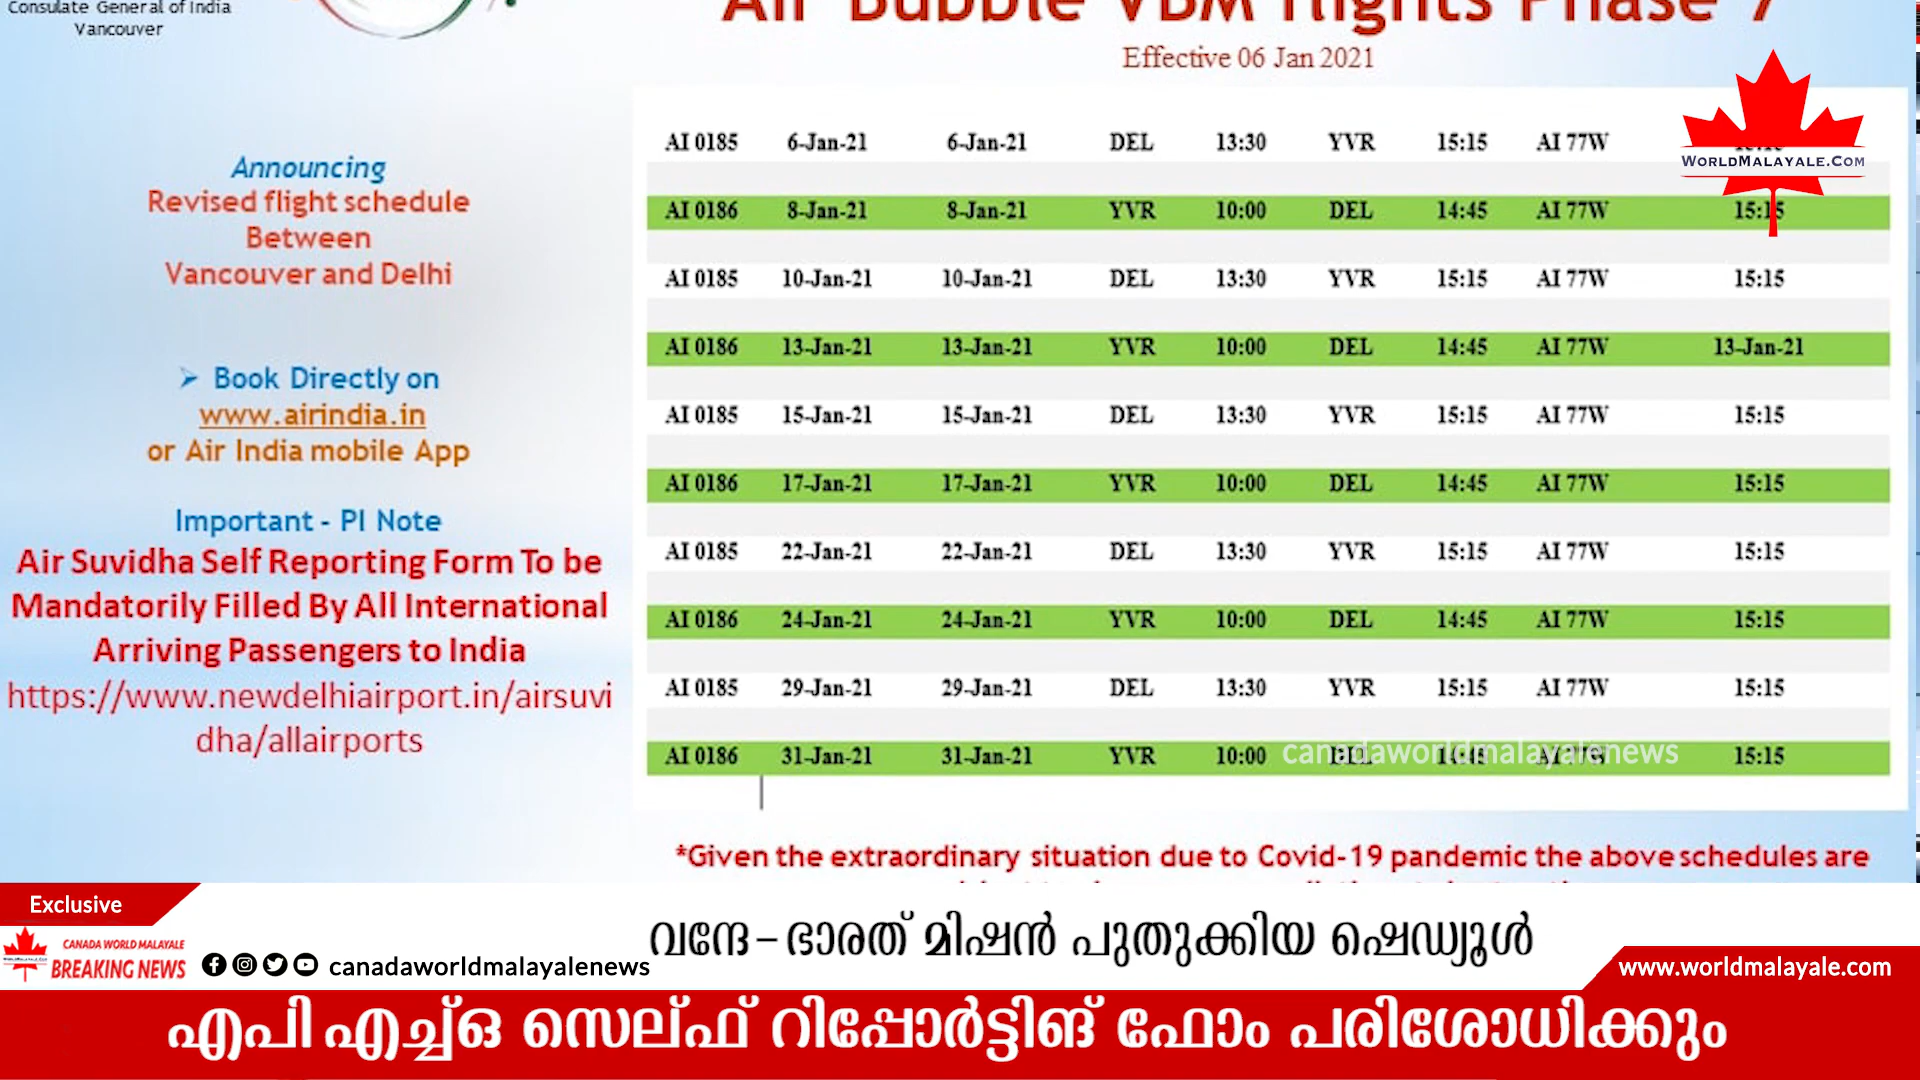 Consulate General of India
Vancouver
Air Bubble VBM flights Phase 7
Effective 06 Jan 2021
Announcing
Revised flight schedule
Between
Vancouver and Delhi
➢ Book Directly on
www.airindia.in
or Air India mobile App
Important - PI Note
Air Suvidha Self Reporting Form To be
Mandatorily Filled By All International
Arriving Passengers to India
https://www.newdelhiairport.in/airsuvi
dha/allairports
AI 0185 6-Jan-21 6-Jan-21 DEL 13:30 YVR 15:15 AI 77W
AI 0186 8-Jan-21 8-Jan-21 YVR 10:00 DEL 14:45 AI 77W 15:15
AI 0185 10-Jan-21 10-Jan-21 DEL 13:30 YVR 15:15 AI 77W 15:15
AI 0186 13-Jan-21 13-Jan-21 YVR 10:00 DEL 14:45 AI 77W 13-Jan-21
AI 0185 15-Jan-21 15-Jan-21 DEL 13:30 YVR 15:15 AI 77W 15:15
AI 0186 17-Jan-21 17-Jan-21 YVR 10:00 DEL 14:45 AI 77W 15:15
AI 0185 22-Jan-21 22-Jan-21 DEL 13:30 YVR 15:15 AI 77W 15:15
AI 0186 24-Jan-21 24-Jan-21 YVR 10:00 DEL 14:45 AI 77W 15:15
AI 0185 29-Jan-21 29-Jan-21 DEL 13:30 YVR 15:15 AI 77W 15:15
AI 0186 31-Jan-21 31-Jan-21 YVR 10:00 DEL 14:45 AI 77W 15:15
WORLDMALAYALE.COM
canadaworldmalayalenews
*Given the extraordinary situation due to Covid-19 pandemic the above schedules are
Exclusive
CANADA WORLD MALAYALE
BREAKING NEWS
canadaworldmalayalenews
വന്ദേ-ഭാരത് മിഷൻ പുതുക്കിയ ഷെഡ്യൂൾ
www.worldmalayale.com
എപി എച്ച്ഒ സെല്ഫ് റിപ്പോർട്ടിങ് ഫോം പരിശോധിക്കും